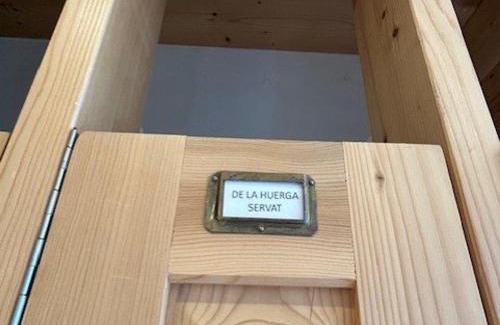 DE LA HUERGA
SERVAT